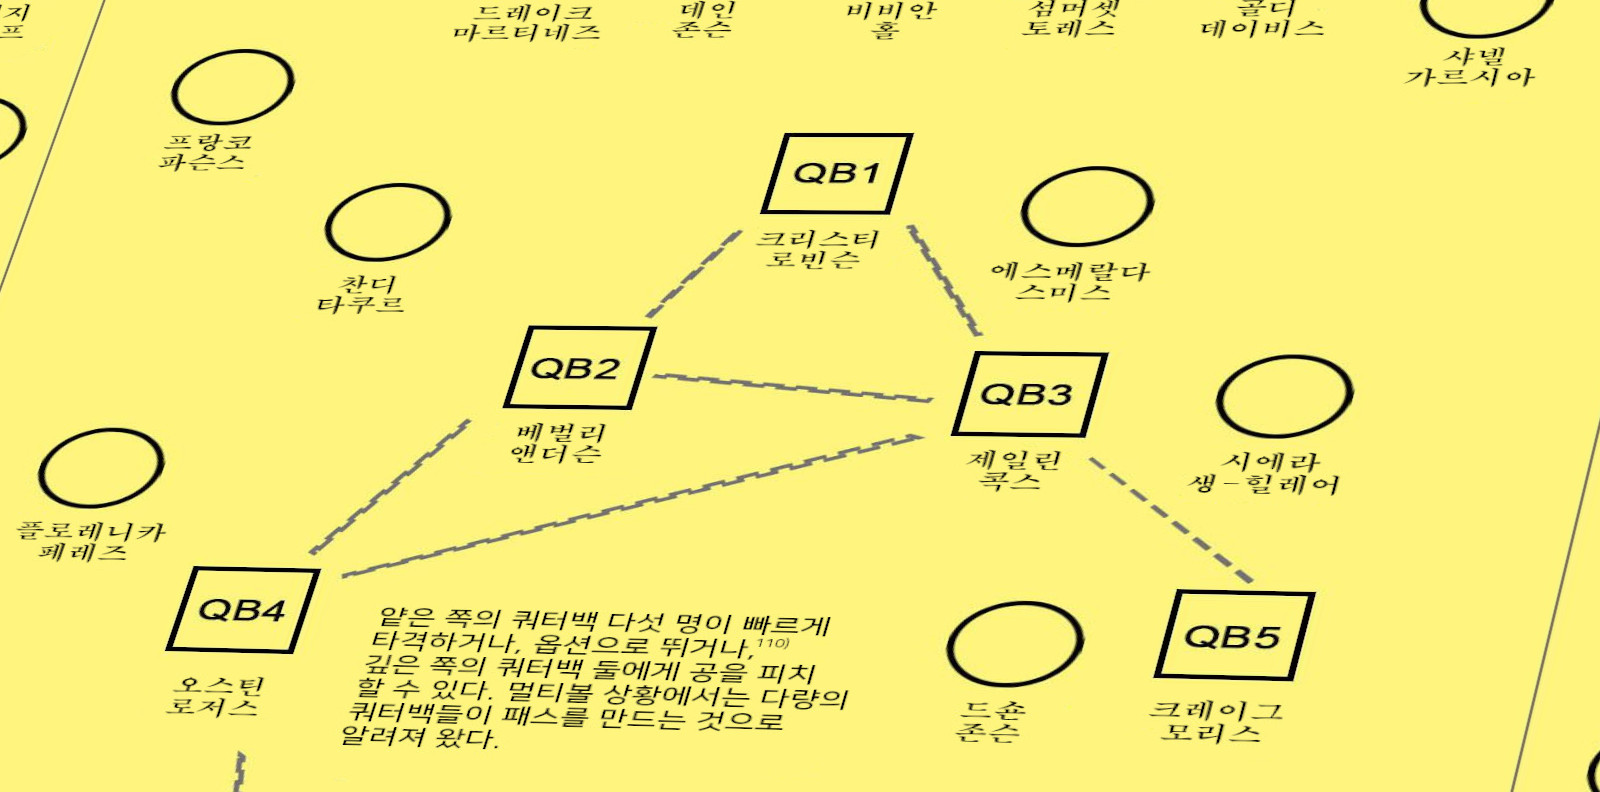 드레이크
마르티네즈
데인
존슨
비비안
홀
섬머셋
토레스
골디
데이비스
샤넬
가르시아
프랑코
파슨스
QB1
크리스티
로빈슨
에스메랄다
스미스
찬디
타쿠르
QB2
베벌리
앤더슨
QB3
제일린
콕스
시에라
생-힐레어
플로레니카
페레즈
QB4
오스틴
로저스
얕은 쪽의 쿼터백 다섯 명이 빠르게
타격하거나, 옵션으로 뛰거나,110)
깊은 쪽의 쿼터백 둘에게 공을 피치
할 수 있다. 멀티볼 상황에서는 다량의
쿼터백들이 패스를 만드는 것으로
알려져 왔다.
드숀
존슨
QB5
크레이그
모리스